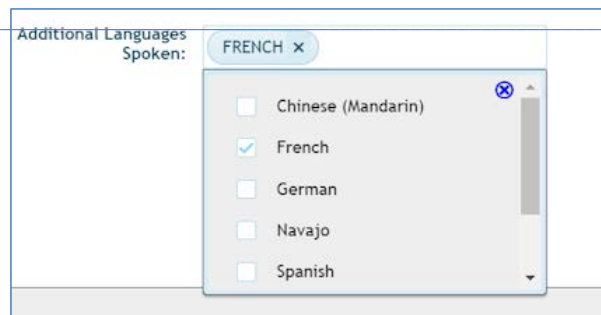 Additional Languages
Spoken:
FRENCH ×
Chinese (Mandarin)
French
German
Navajo
Spanish